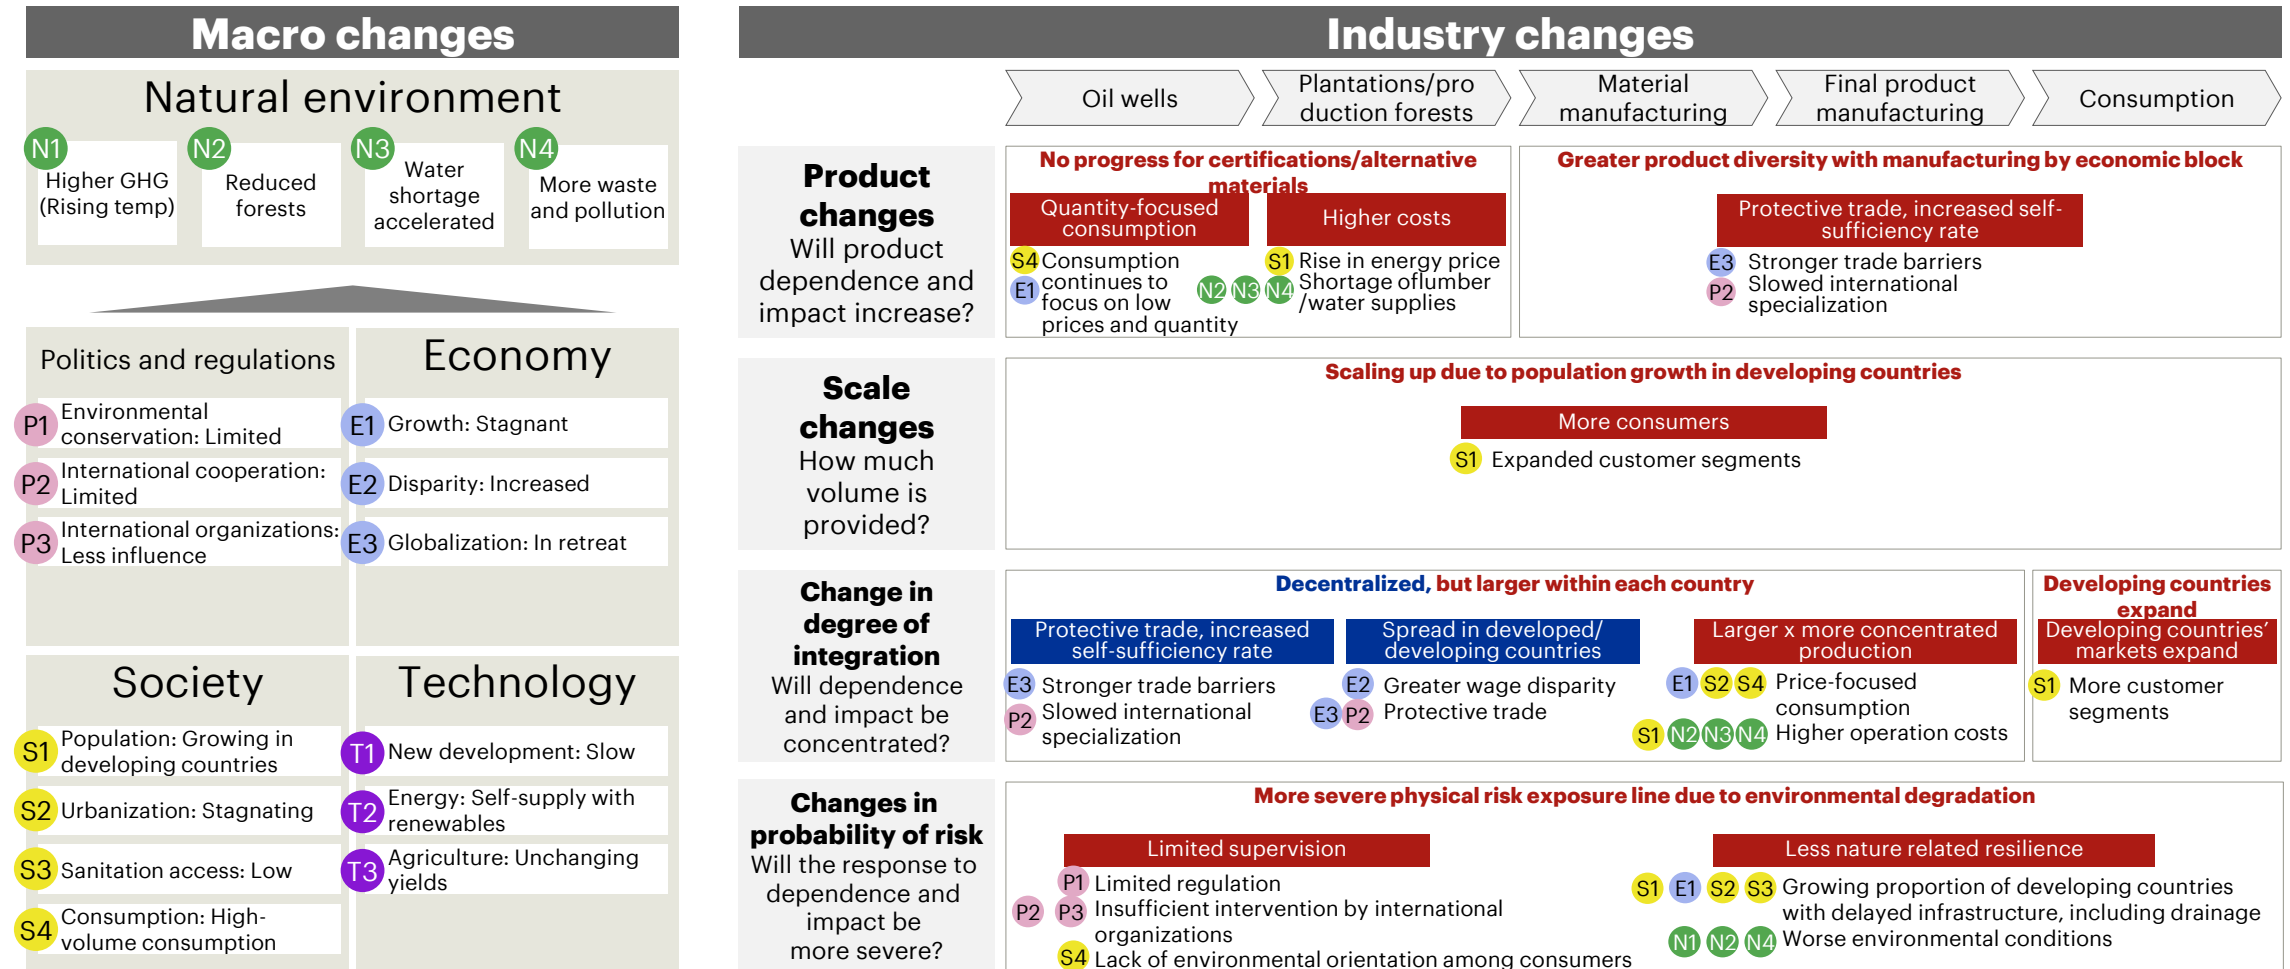 Macro changes
Natural environment
N1
Higher GHG
(Rising temp)
N2
Reduced
forests
N3
Water
shortage
accelerated
N4
More waste
and pollution
Politics and regulations
P1
Environmental
conservation: Limited
P2
International cooperation:
Limited
P3
International organizations:
Less influence
Economy
E1
Growth: Stagnant
E2
Disparity: Increased
E3
Globalization: In retreat
Society
S1
Population: Growing in
developing countries
S2
Urbanization: Stagnating
S3
Sanitation access: Low
S4
Consumption: High-
volume consumption
Technology
T1
New development: Slow
T2
Energy: Self-supply with
renewables
T3
Agriculture: Unchanging
yields
Industry changes
Oil wells
Plantations/pro
duction forests
Material
manufacturing
Final product
manufacturing
Consumption
Product
changes
Will product
dependence and
impact increase?
No progress for certifications/alternative
materials
Quantity-focused
consumption
S4
E1
Consumption
continues to
focus on low
prices and quantity
Higher costs
S1 Rise in energy price
N2 N3 N4 Shortage oflumber
/water supplies
Greater product diversity with manufacturing by economic block
Protective trade, increased self-
sufficiency rate
E3 Stronger trade barriers
P2 Slowed international
specialization
Scale
changes
How much
volume is
provided?
Scaling up due to population growth in developing countries
More consumers
S1 Expanded customer segments
Change in
degree of
integration
Will dependence
and impact be
concentrated?
Decentralized, but larger within each country
Protective trade, increased
self-sufficiency rate
E3 Stronger trade barriers
P2 Slowed international
specialization
Spread in developed/
developing countries
E2 Greater wage disparity
E3 P2 Protective trade
Larger x more concentrated
production
E1 S2 S4 Price-focused
consumption
S1 N2 N3 N4 Higher operation costs
Developing countries
expand
Developing countries’
markets expand
S1 More customer
segments
Changes in
probability of risk
Will the response to
dependence and
impact be
more severe?
More severe physical risk exposure line due to environmental degradation
Limited supervision
P1 Limited regulation
P2 P3 Insufficient intervention by international
organizations
S4 Lack of environmental orientation among consumers
Less nature related resilience
S1 E1 S2 S3 Growing proportion of developing countries
with delayed infrastructure, including drainage
N1 N2 N4 Worse environmental conditions